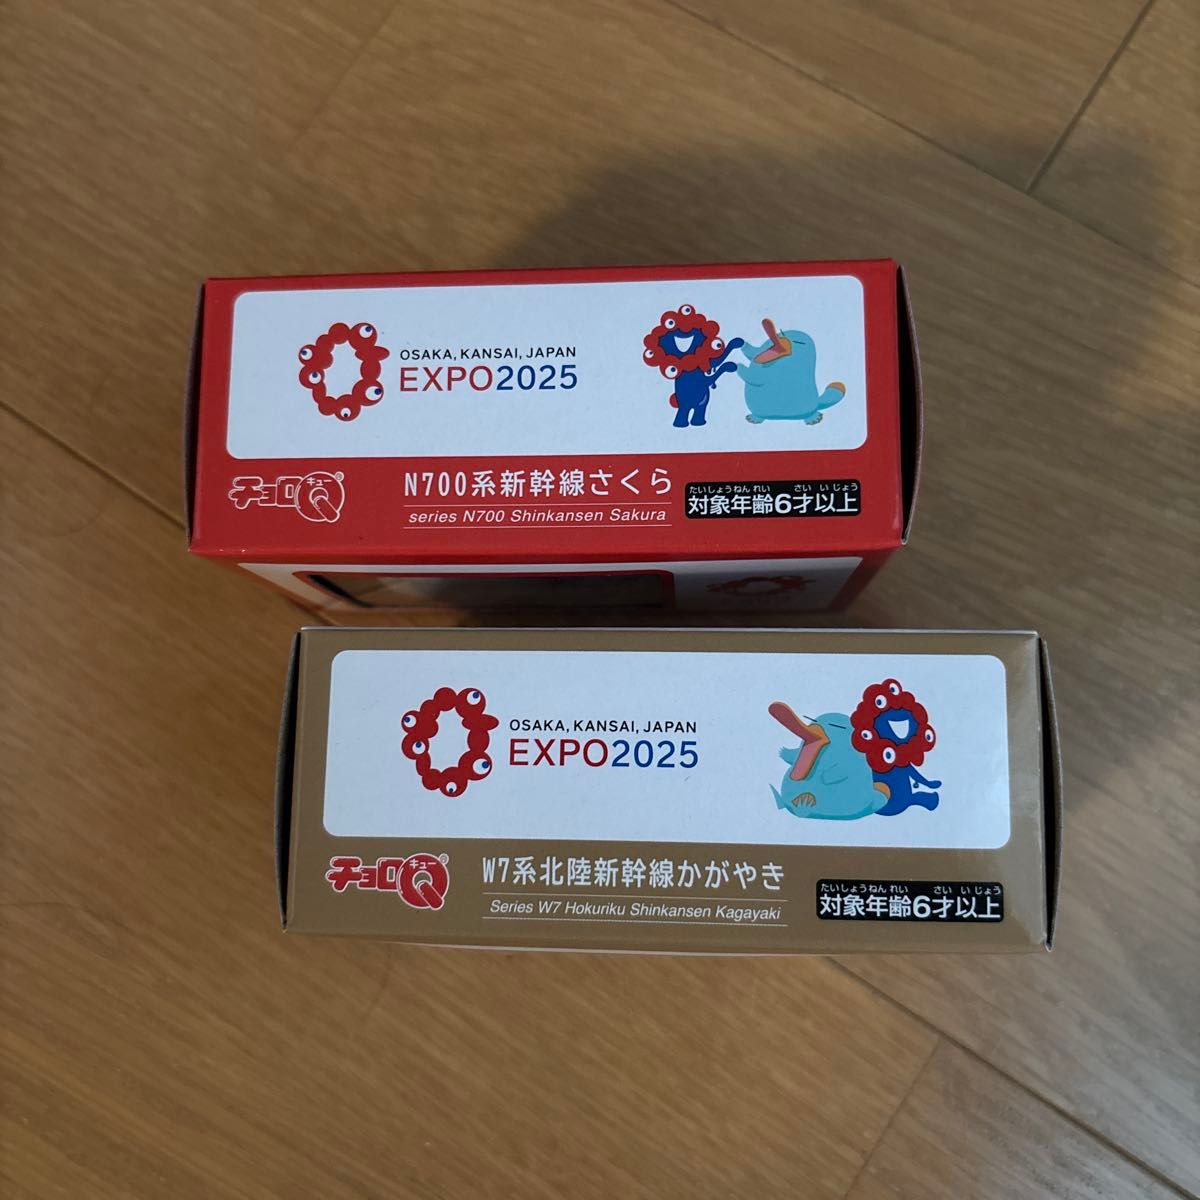 OSAKA, KANSAI, JAPAN
EXPO2025
チョロQ
キュー
®
N700系新幹線さくら
series N700 Shinkansen Sakura
たいしょうねんれい さいいじょう
対象年齢6才以上
OSAKA, KANSAI, JAPAN
EXPO2025
チョロQ
キュー
®
W7系北陸新幹線かがやき
Series W7 Hokuriku Shinkansen Kagayaki
たいしょうねんれい さいいじょう
対象年齢6才以上